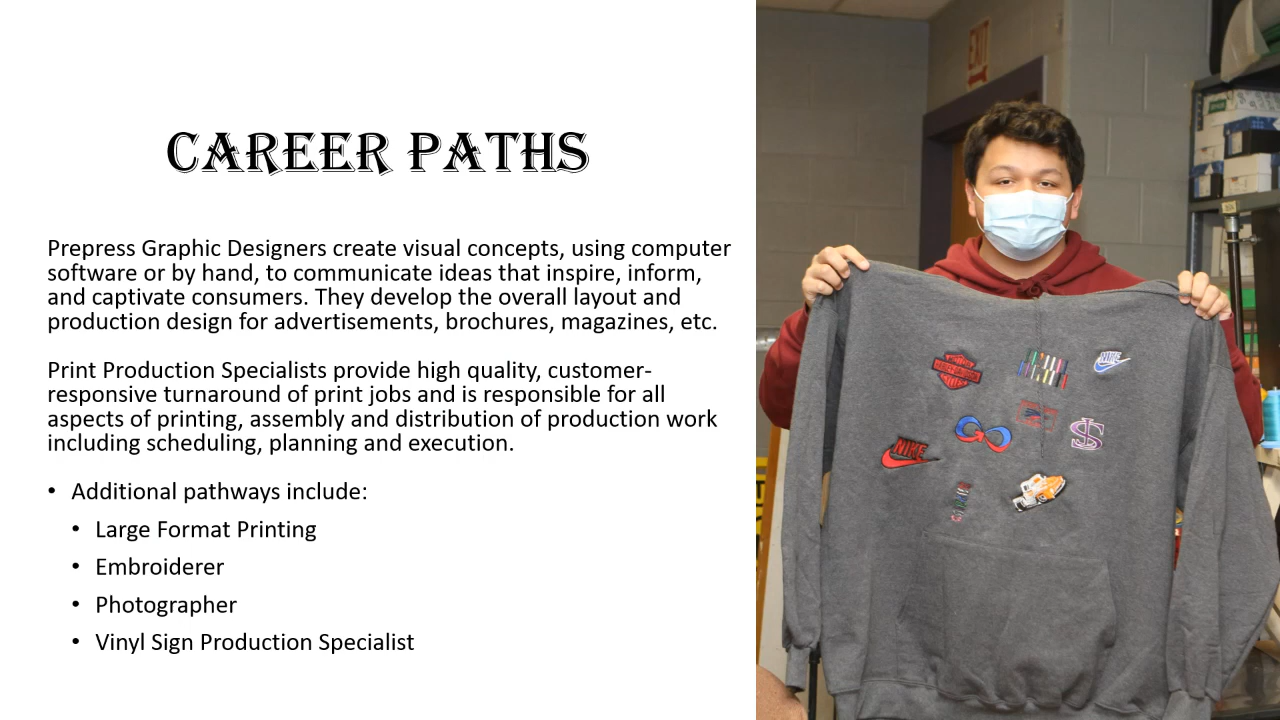 CAREER PATHS
Prepress Graphic Designers create visual concepts, using computer
software or by hand, to communicate ideas that inspire, inform,
and captivate consumers. They develop the overall layout and
production design for advertisements, brochures, magazines, etc.
Print Production Specialists provide high quality, customer-
responsive turnaround of print jobs and is responsible for all
aspects of printing, assembly and distribution of production work
including scheduling, planning and execution.
• Additional pathways include:
• Large Format Printing
• Embroiderer
• Photographer
• Vinyl Sign Production Specialist
EXIT
NIKE
NIKE